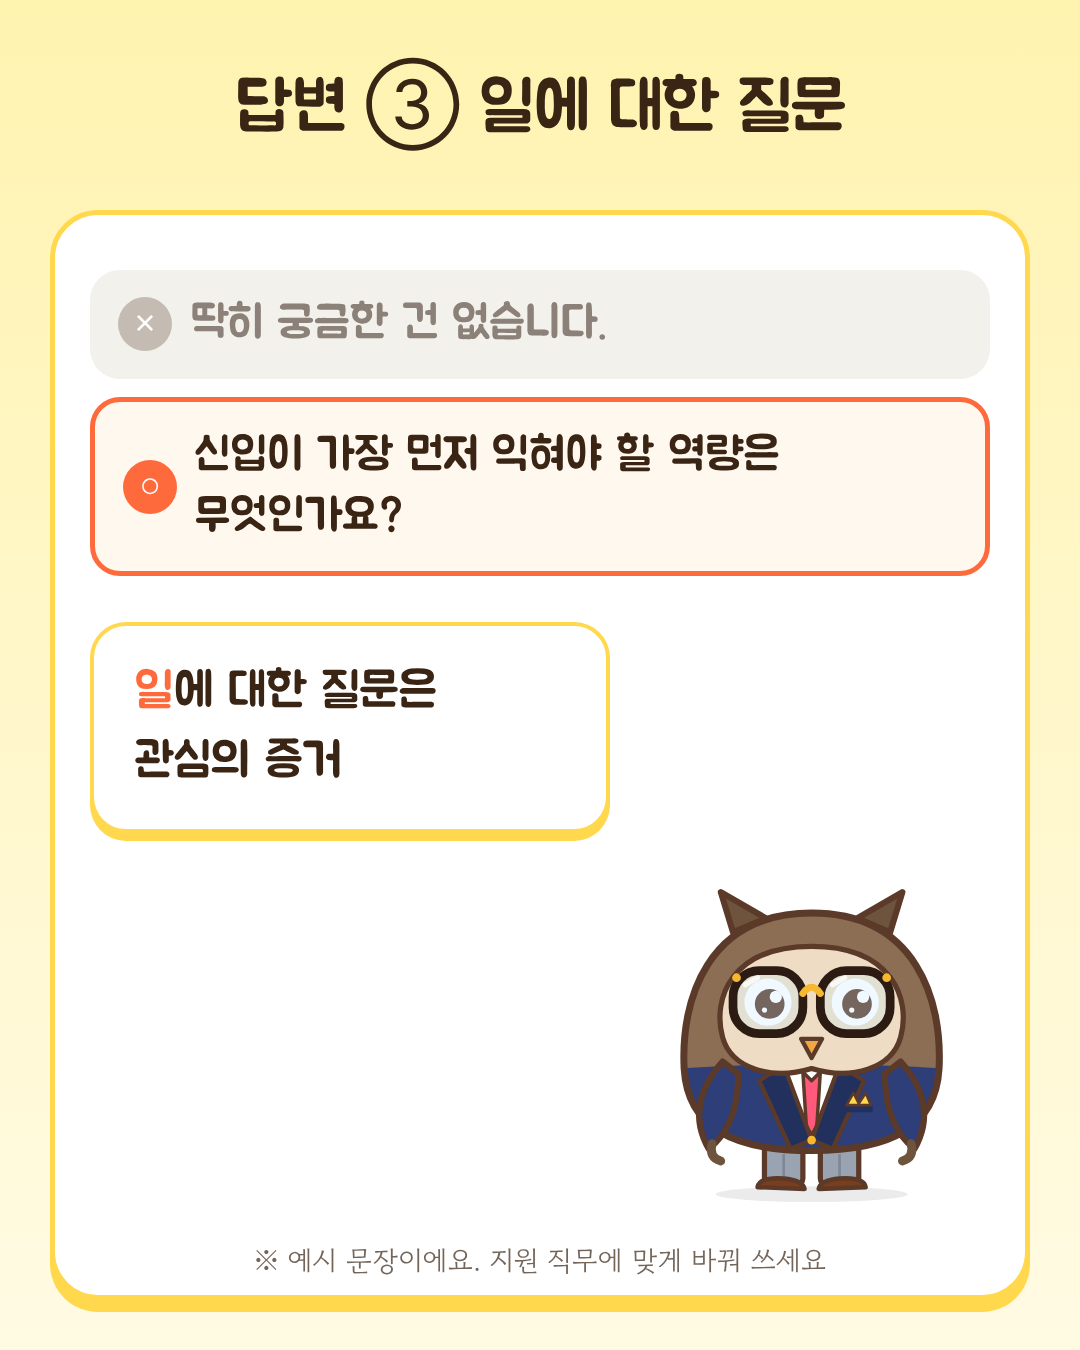 답변 ③ 일에 대한 질문
× 딱히 궁금한 건 없습니다.
○ 신입이 가장 먼저 익혀야 할 역량은
무엇인가요?
일에 대한 질문은
관심의 증거
※ 예시 문장이에요. 지원 직무에 맞게 바꿔 쓰세요